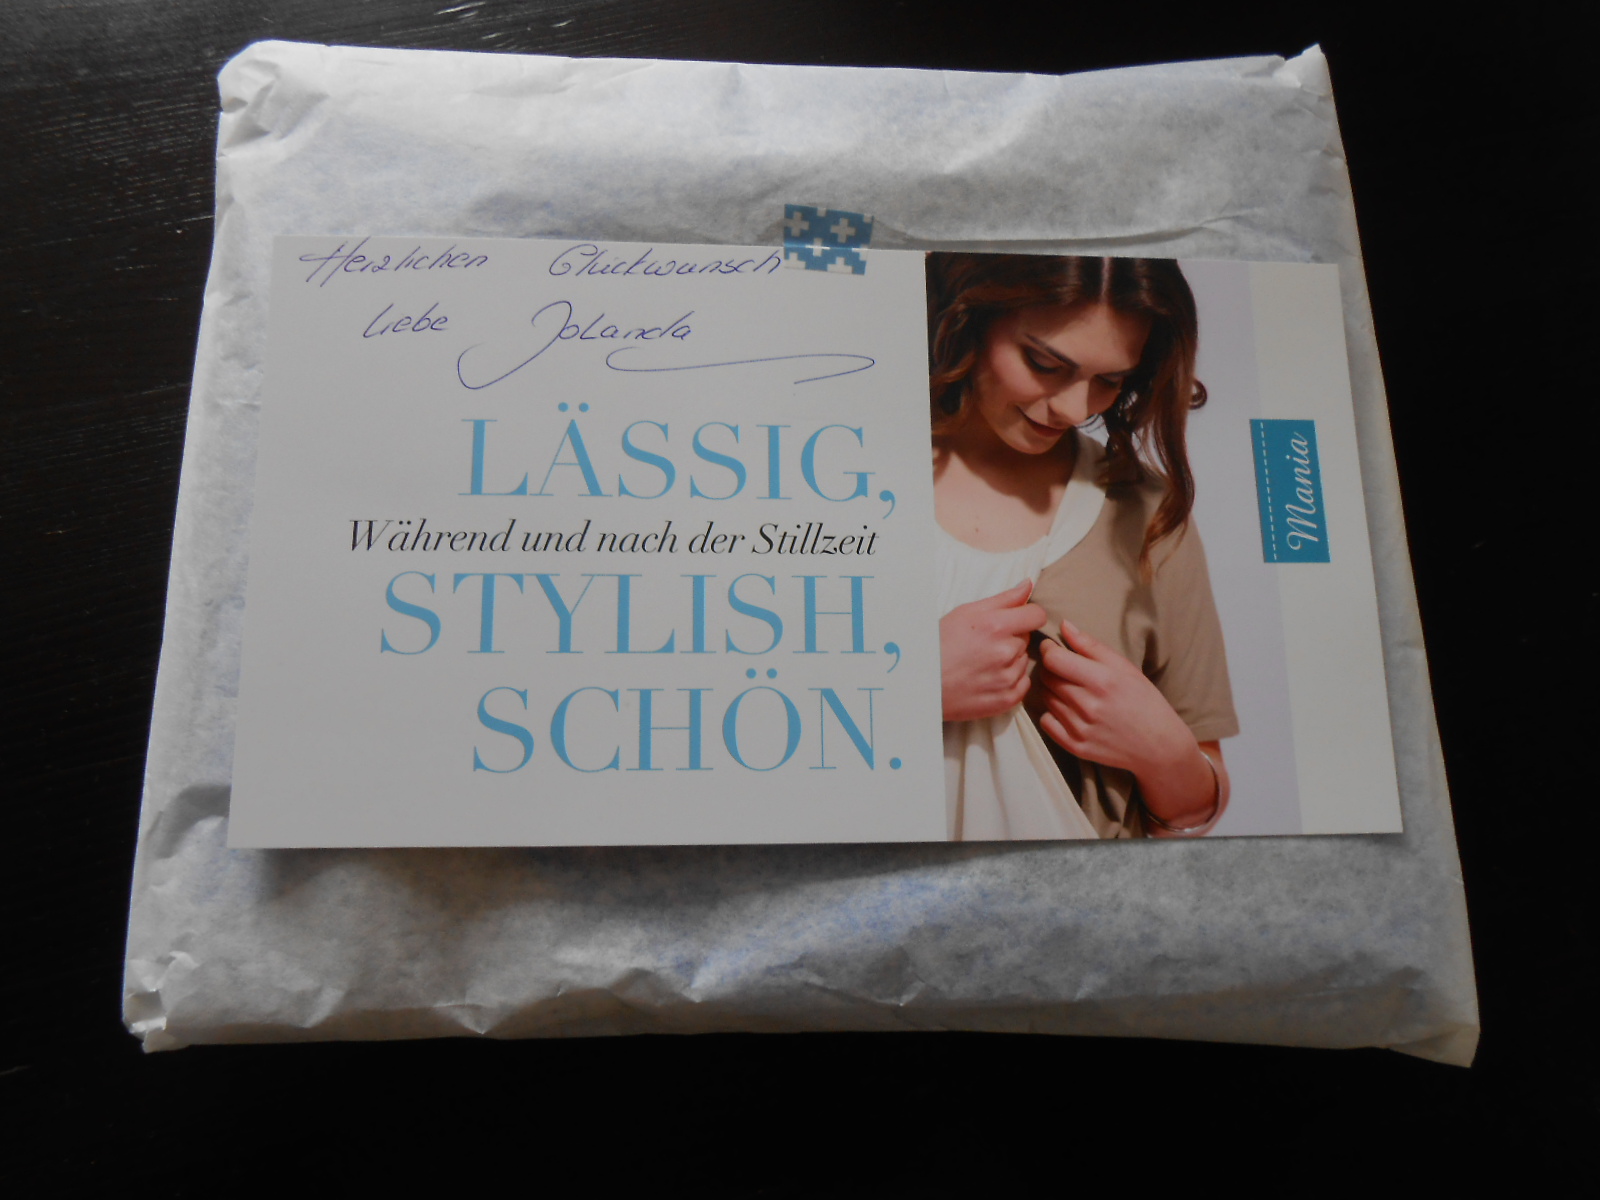 Herzlichen Glückwunsch
liebe Jolanda
LÄSSIG,
Während und nach der Stillzeit
STYLISH,
SCHÖN.
Mania